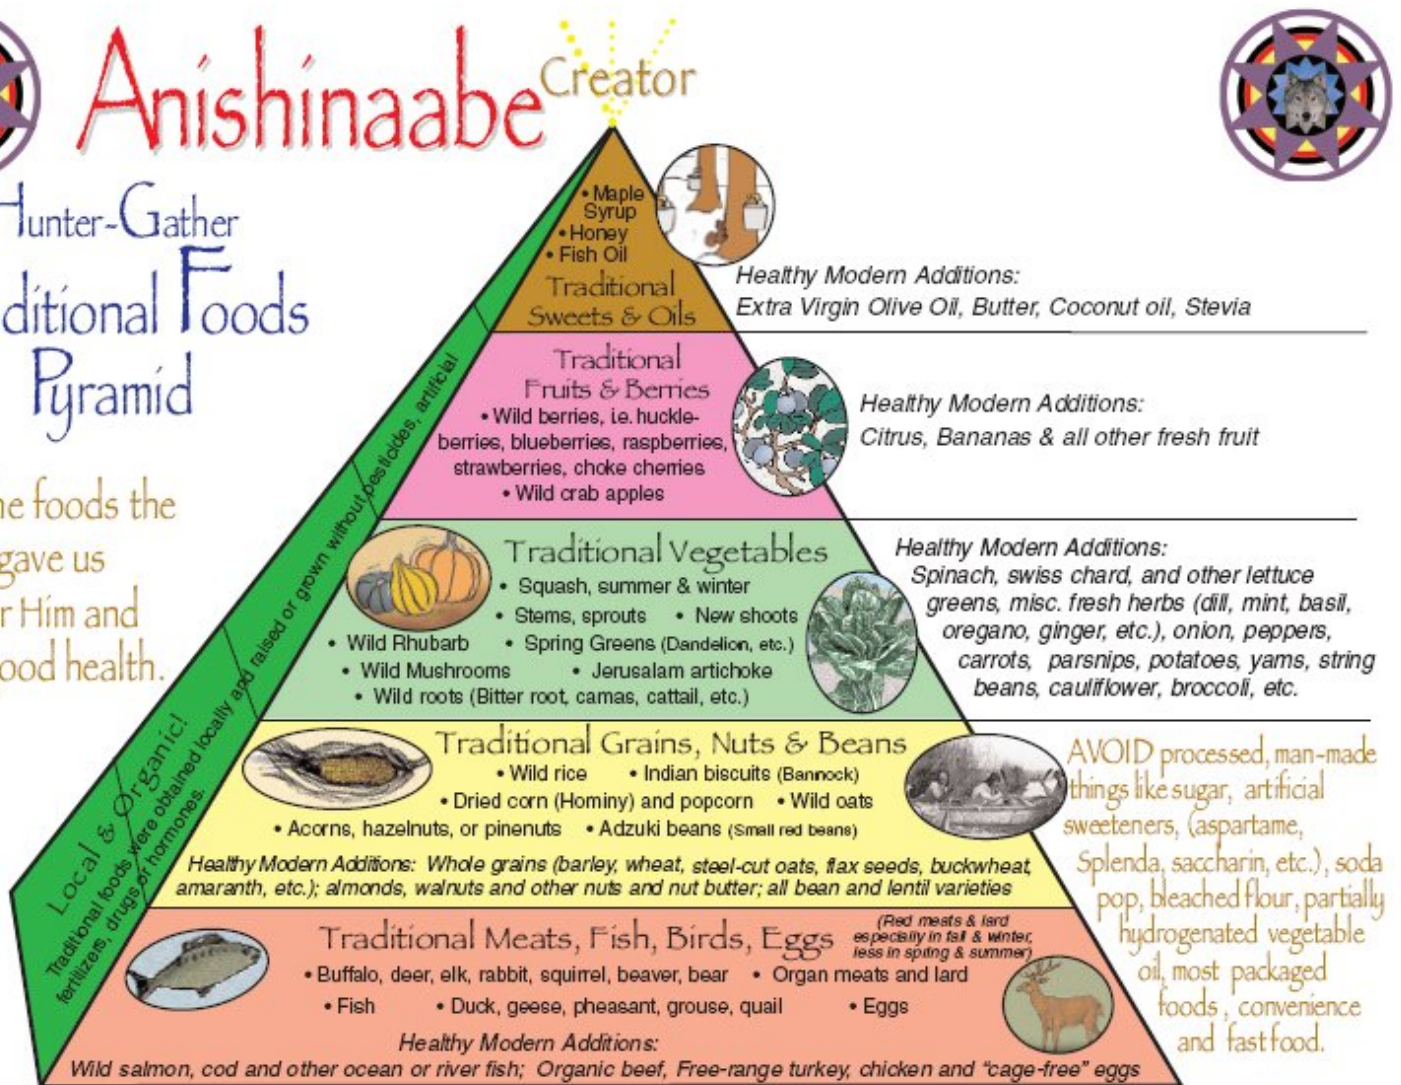 Anishinaabe
Creator
Hunter-Gather
ditional Foods
Pyramid
he foods the
gave us
r Him and
ood health.
• Maple
Syrup
• Honey
• Fish Oil
Traditional
Sweets & Oils
Healthy Modern Additions:
Extra Virgin Olive Oil, Butter, Coconut oil, Stevia
Traditional
Fruits & Berries
• Wild berries, i.e. huckle-
berries, blueberries, raspberries,
strawberries, choke cherries
• Wild crab apples
Healthy Modern Additions:
Citrus, Bananas & all other fresh fruit
Traditional Vegetables
• Squash, summer & winter
• Stems, sprouts • New shoots
• Wild Rhubarb • Spring Greens (Dandelion, etc.)
• Wild Mushrooms • Jerusalam artichoke
• Wild roots (Bitter root, camas, cattail, etc.)
Healthy Modern Additions:
Spinach, swiss chard, and other lettuce
greens, misc. fresh herbs (dill, mint, basil,
oregano, ginger, etc.), onion, peppers,
carrots, parsnips, potatoes, yams, string
beans, cauliflower, broccoli, etc.
Traditional Grains, Nuts & Beans
• Wild rice • Indian biscuits (Bannock)
• Dried corn (Hominy) and popcorn • Wild oats
• Acorns, hazelnuts, or pinenuts • Adzuki beans (Small red beans)
Healthy Modern Additions: Whole grains (barley, wheat, steel-cut oats, flax seeds, buckwheat,
amaranth, etc.); almonds, walnuts and other nuts and nut butter; all bean and lentil varieties
Traditional Meats, Fish, Birds, Eggs
(Red meats & lard
especially in fall & winter,
less in spring & summer)
• Buffalo, deer, elk, rabbit, squirrel, beaver, bear • Organ meats and lard
• Fish • Duck, geese, pheasant, grouse, quail • Eggs
Healthy Modern Additions:
Wild salmon, cod and other ocean or river fish; Organic beef, Free-range turkey, chicken and "cage-free" eggs
Local & Organic!
Traditional foods were obtained locally and raised or grown without pesticides, artificial
fertilizers, drugs or hormones.
AVOID processed, man-made
things like sugar, artificial
sweeteners, (aspartame,
Splenda, saccharin, etc.), soda
pop, bleached flour, partially
hydrogenated vegetable
oil, most packaged
foods, convenience
and fast food.